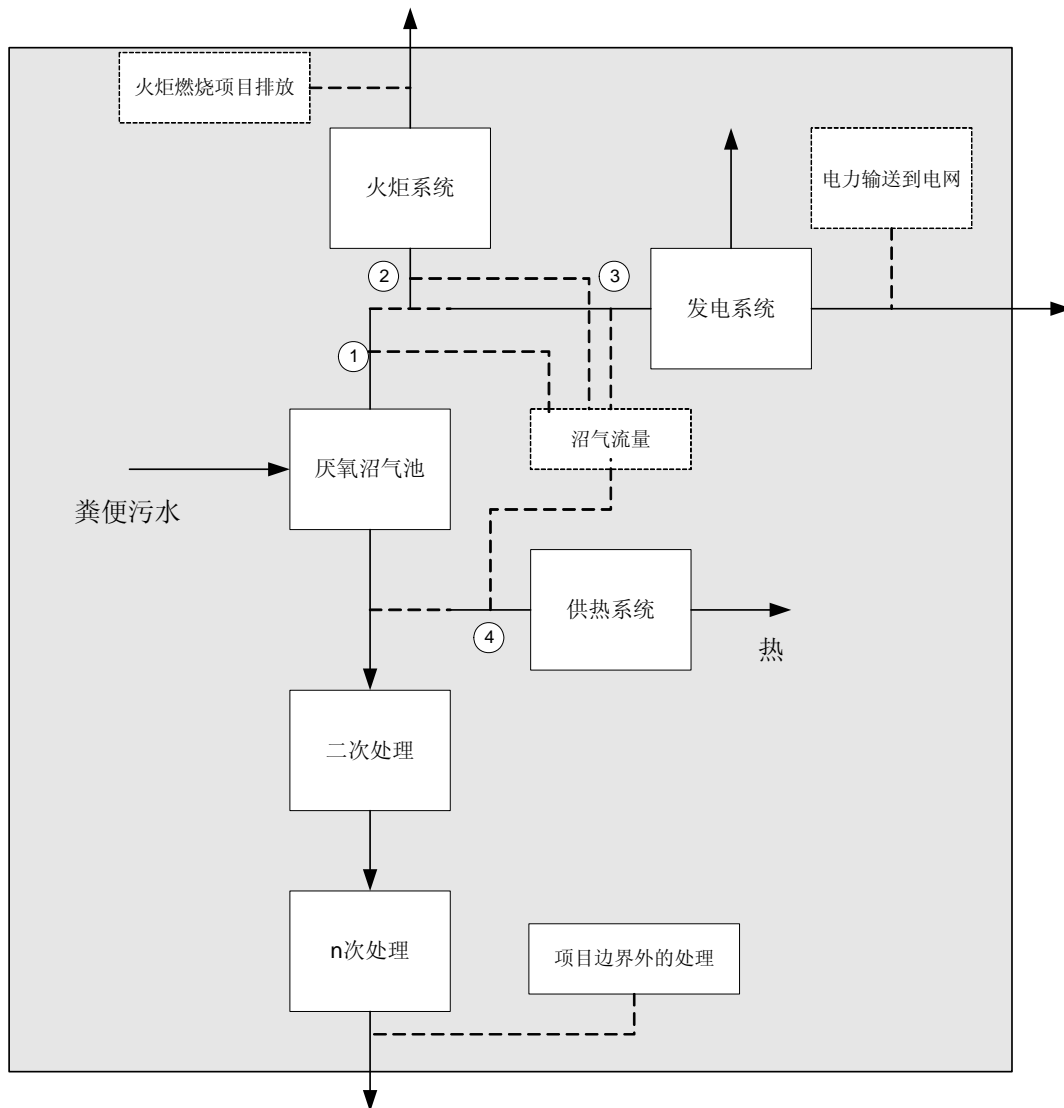 火炬燃烧项目排放
火炬系统
电力输送到电网
2
3
发电系统
1
沼气流量
厌氧沼气池
粪便污水
供热系统
4
热
二次处理
n次处理
项目边界外的处理